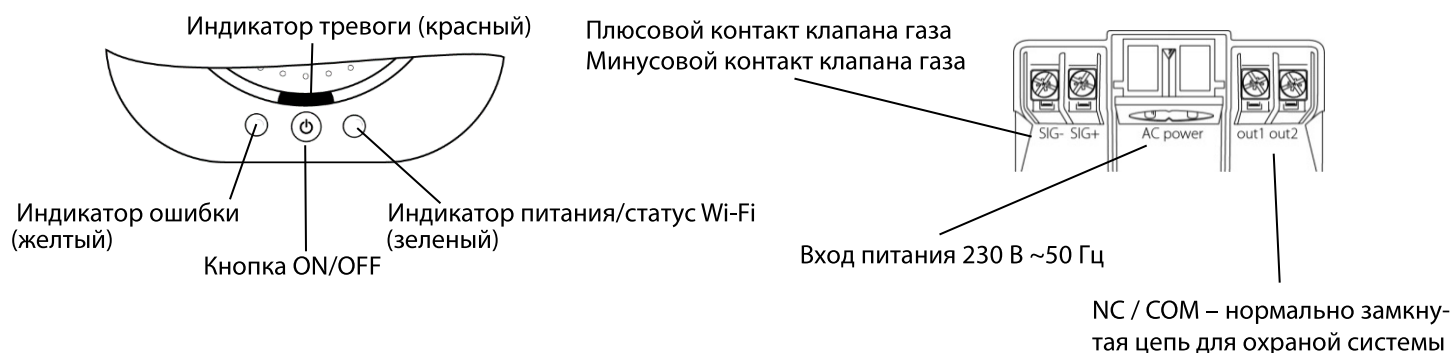 Индикатор тревоги (красный)
Индикатор ошибки
(желтый)
Кнопка ON/OFF
Индикатор питания/статус Wi-Fi
(зеленый)
Плюсовой контакт клапана газа
Минусовой контакт клапана газа
SIG- SIG+ AC power out1 out2
Вход питания 230 В ~50 Гц
NC / COM – нормально замкну-
тая цепь для охраной системы